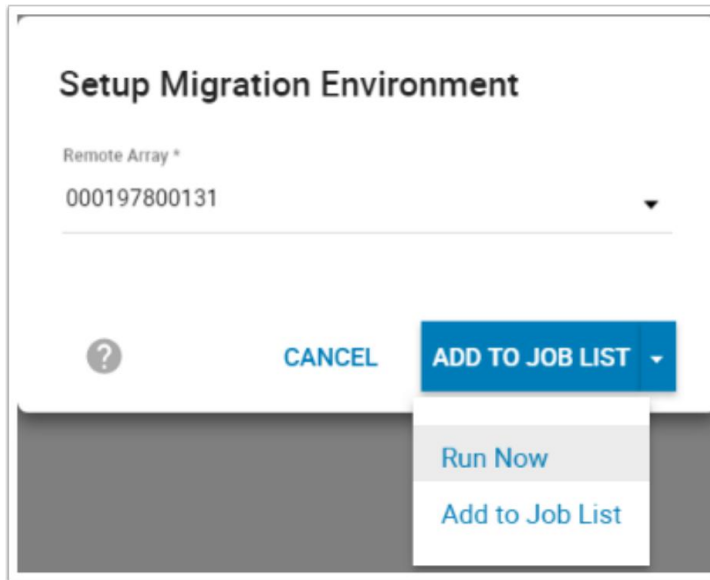 Setup Migration Environment
Remote Array *
000197800131
?
CANCEL
ADD TO JOB LIST
Run Now
Add to Job List